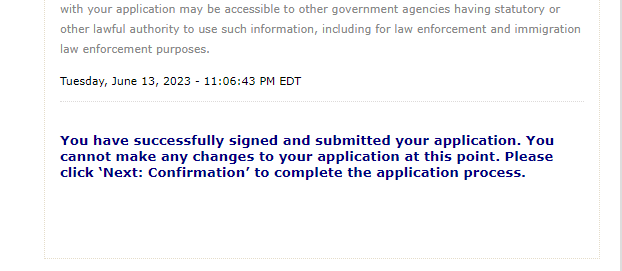 with your application may be accessible to other government agencies having statutory or
other lawful authority to use such information, including for law enforcement and immigration
law enforcement purposes.
Tuesday, June 13, 2023 - 11:06:43 PM EDT
You have successfully signed and submitted your application. You
cannot make any changes to your application at this point. Please
click ‘Next: Confirmation’ to complete the application process.